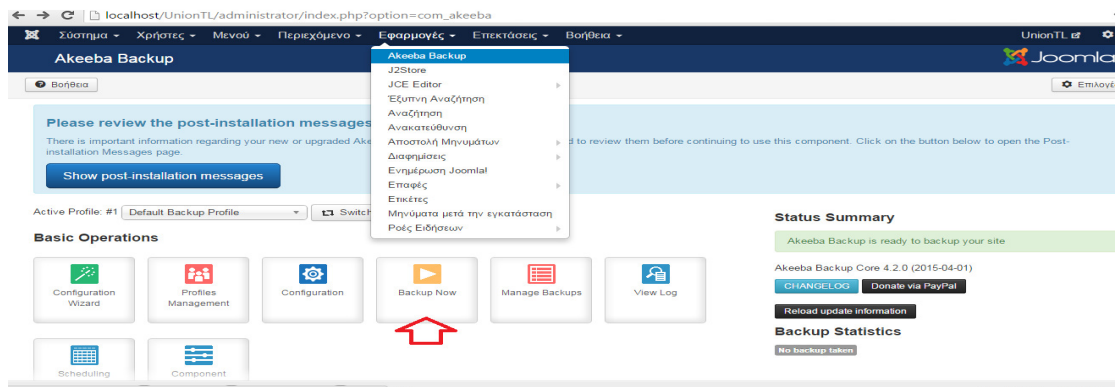 localhost/UnionTL/administrator/index.php?option=com_akeeba
Σύστημα Χρήστες Μενού Περιεχόμενο Εφαρμογές Επεκτάσεις Βοήθεια UnionTL
Akeeba Backup
Joomla
Βοήθεια
Επιλογέ
Akeeba Backup
J2Store
JCE Editor
Έξυπνη Αναζήτηση
Αναζήτηση
Ανακατεύθυνση
Αποστολή Μηνυμάτων
Διαφημίσεις
Ενημέρωση Joomla!
Επαφές
Ετικέτες
Μηνύματα μετά την εγκατάσταση
Ροές Ειδήσεων
Please review the post-installation messages
There is important information regarding your new or upgraded Ake d to review them before continuing to use this component. Click on the button below to open the Post-
installation Messages page.
Show post-installation messages
Active Profile: #1 Default Backup Profile Switch
Basic Operations
Configuration Wizard
Profiles Management
Configuration
Backup Now
Manage Backups
View Log
Scheduling
Component
Status Summary
Akeeba Backup is ready to backup your site
Akeeba Backup Core 4.2.0 (2015-04-01)
CHANGELOG Donate via PayPal
Reload update information
Backup Statistics
No backup taken